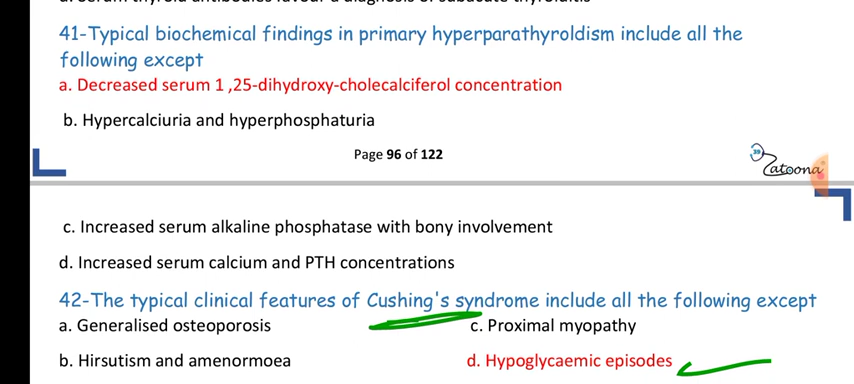 41-Typical biochemical findings in primary hyperparathyroldism include all the
following except
a. Decreased serum 1 ,25-dihydroxy-cholecalciferol concentration
b. Hypercalciuria and hyperphosphaturia
Page 96 of 122
39
Zatoona
c. Increased serum alkaline phosphatase with bony involvement
d. Increased serum calcium and PTH concentrations
42-The typical clinical features of Cushing's syndrome include all the following except
a. Generalised osteoporosis
c. Proximal myopathy
b. Hirsutism and amenormoea
d. Hypoglycaemic episodes